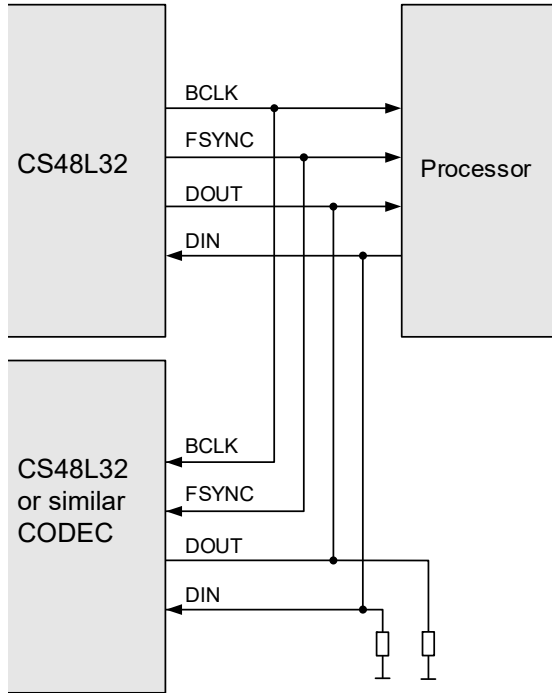 BCLK
FSYNC
CS48L32
Processor
DOUT
DIN
BCLK
CS48L32
or similar
CODEC
FSYNC
DOUT
DIN